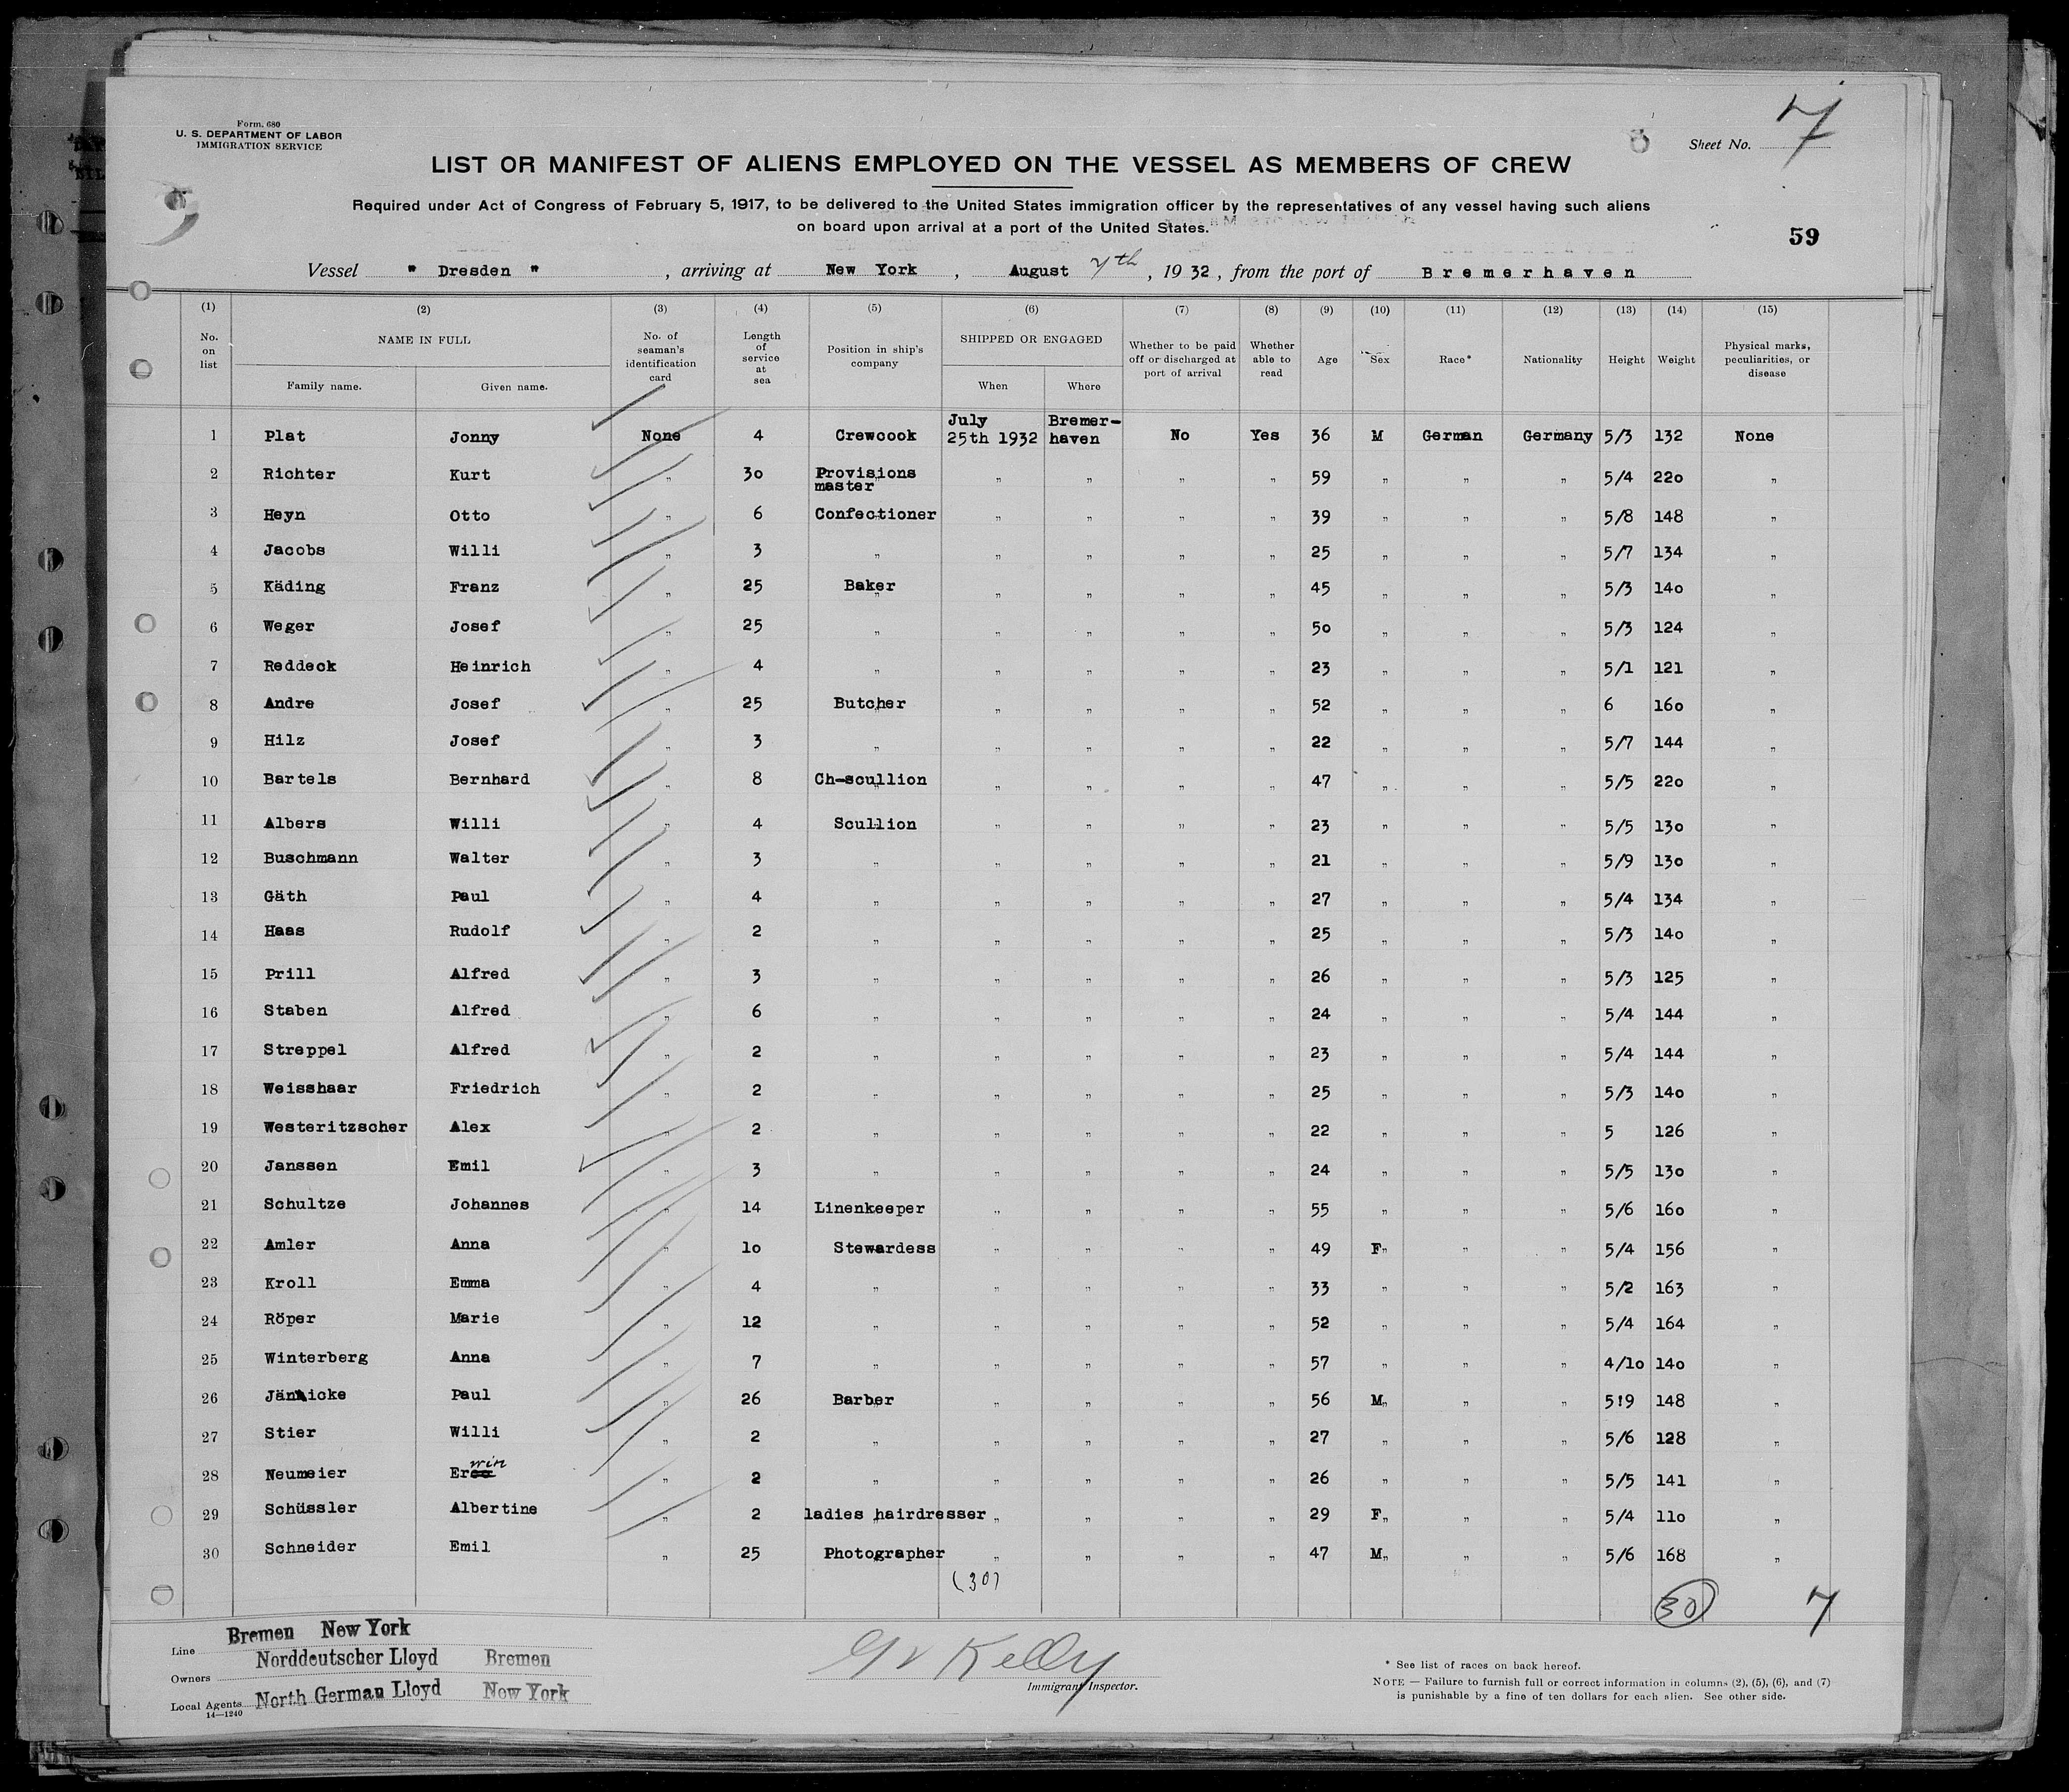 Form. 680
U. S. DEPARTMENT OF LABOR
IMMIGRATION SERVICE
Sheet No. 7
LIST OR MANIFEST OF ALIENS EMPLOYED ON THE VESSEL AS MEMBERS OF CREW
Required under Act of Congress of February 5, 1917, to be delivered to the United States immigration officer by the representatives of any vessel having such aliens
on board upon arrival at a port of the United States.
59
Vessel " Dresden " , arriving at New York , August 7th , 19 32 , from the port of Bremerhaven
(1) (2) (3) (4) (5) (6) (7) (8) (9) (10) (11) (12) (13) (14) (15)
No. on list NAME IN FULL Family name. Given name. No. of seaman's identification card Length of service at sea Position in ship's company SHIPPED OR ENGAGED When Where Whether to be paid off or discharged at port of arrival Whether able to read Age Sex Race* Nationality Height Weight Physical marks, peculiarities, or disease
1 Plat Jonny None 4 Crewcook July 25th 1932 Bremer-haven No Yes 36 M German Germany 5/3 132 None
2 Richter Kurt " 30 Provisions master " " " " 59 " " " 5/4 220 "
3 Heyn Otto " 6 Confectioner " " " " 39 " " " 5/8 148 "
4 Jacobs Willi " 3 " " " " " 25 " " " 5/7 134 "
5 Käding Franz " 25 Baker " " " " 45 " " " 5/3 140 "
6 Weger Josef " 25 " " " " " 50 " " " 5/3 124 "
7 Reddeck Heinrich " 4 " " " " " 23 " " " 5/1 121 "
8 Andre Josef " 25 Butcher " " " " 52 " " " 6 160 "
9 Hilz Josef " 3 " " " " " 22 " " " 5/7 144 "
10 Bartels Bernhard " 8 Ch-scullion " " " " 47 " " " 5/5 220 "
11 Albers Willi " 4 Scullion " " " " 23 " " " 5/5 130 "
12 Buschmann Walter " 3 " " " " " 21 " " " 5/9 130 "
13 Gäth Paul " 4 " " " " " 27 " " " 5/4 134 "
14 Haas Rudolf " 2 " " " " " 25 " " " 5/3 140 "
15 Prill Alfred " 3 " " " " " 26 " " " 5/3 125 "
16 Staben Alfred " 6 " " " " " 24 " " " 5/4 144 "
17 Streppel Alfred " 2 " " " " " 23 " " " 5/4 144 "
18 Weisshaar Friedrich " 2 " " " " " 25 " " " 5/3 140 "
19 Westeritzscher Alex " 2 " " " " " 22 " " " 5 126 "
20 Janssen Emil " 3 " " " " " 24 " " " 5/5 130 "
21 Schultze Johannes " 14 Linenkeeper " " " " 55 " " " 5/6 160 "
22 Amler Anna " 10 Stewardess " " " " 49 F " " 5/4 156 "
23 Kroll Emma " 4 " " " " " 33 " " " 5/2 163 "
24 Röper Marie " 12 " " " " " 52 " " " 5/4 164 "
25 Winterberg Anna " 7 " " " " " 57 " " " 4/10 140 "
26 Jännicke Paul " 26 Barber " " " " 56 M " " 5!9 148 "
27 Stier Willi " 2 " " " " " 27 " " " 5/6 128 "
28 Neumeier Erwin " 2 " " " " " 26 " " " 5/5 141 "
29 Schüssler Albertine " 2 ladies hairdresser " " " " 29 F " " 5/4 110 "
30 Schneider Emil " 25 Photographer " " " " 47 M " " 5/6 168 "
(30)
30 7
Line Bremen New York
Owners Norddeutscher Lloyd Bremen
Local Agents North German Lloyd New York
14—1240
Kelly
Immigrant Inspector.
* See list of races on back hereof.
NOTE — Failure to furnish full or correct information in columns (2), (5), (6), and (7)
is punishable by a fine of ten dollars for each alien. See other side.